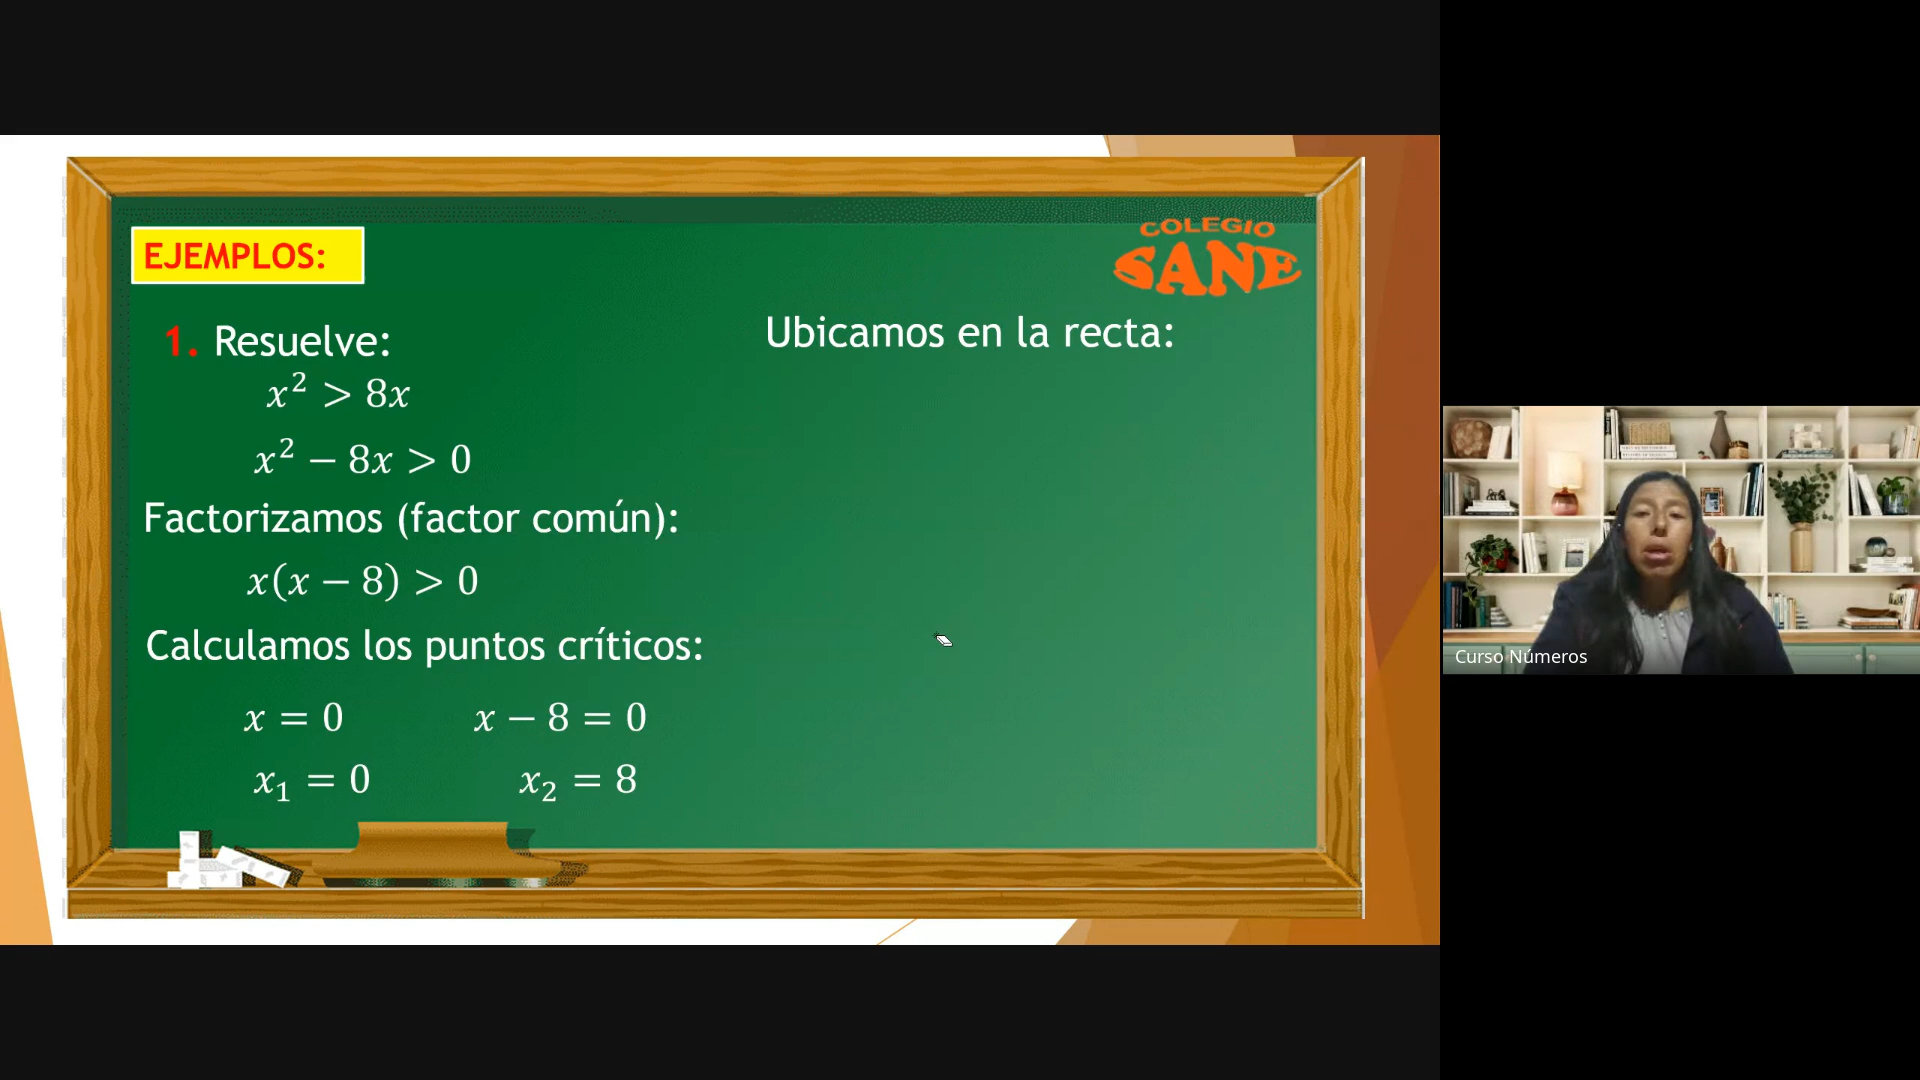 EJEMPLOS:
COLEGIO
SANE
1. Resuelve:
x² > 8x
x² − 8x > 0
Factorizamos (factor común):
x(x − 8) > 0
Calculamos los puntos críticos:
x = 0 x − 8 = 0
x₁ = 0 x₂ = 8
Ubicamos en la recta:
Curso Números